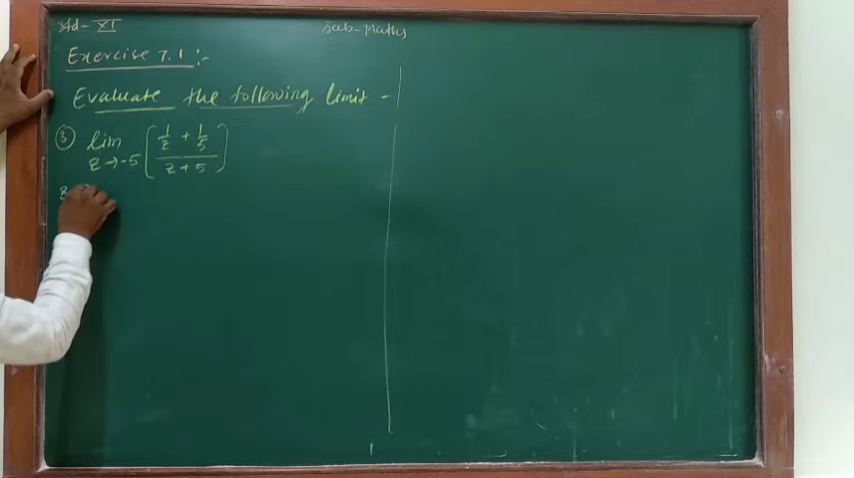 Std - XI
Sub - Maths
Exercise 7.1 :-
Evaluate the following limit -
③ lim z → -5 [ (1/z + 1/5) / (z + 5) ]